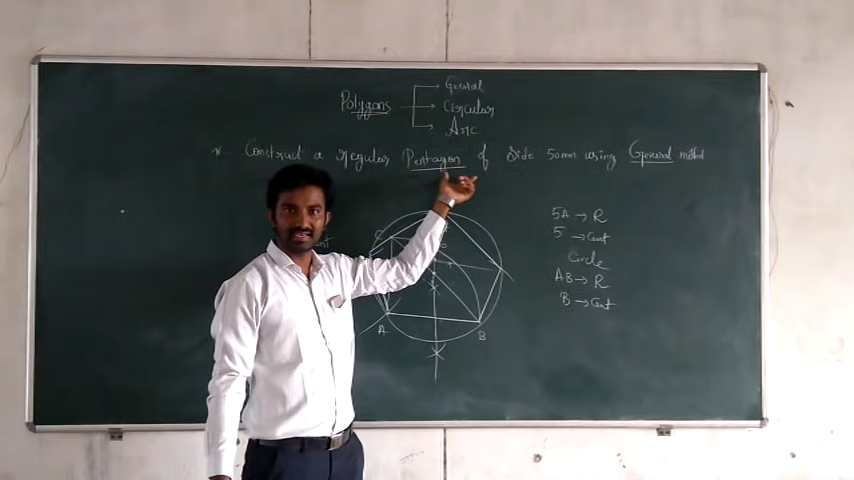 Polygons
General
Circular
Arc
* Construct a regular Pentagon of Side 50mm using General method
C
A
B
5A → R
5 → Cent
Circle
AB → R
B → Cent